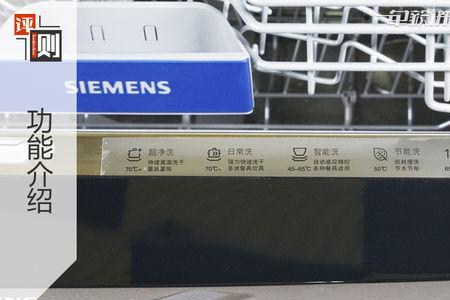 评测
功能介绍
SIEMENS
超净洗
持续高温洗干
重油重垢
70℃
日常洗
强力快速洗干
多油餐具炊具
70℃
智能洗
自动感应精控
多种餐具适用
45-65℃
节能洗
低耗慢洗
节水节电
50℃